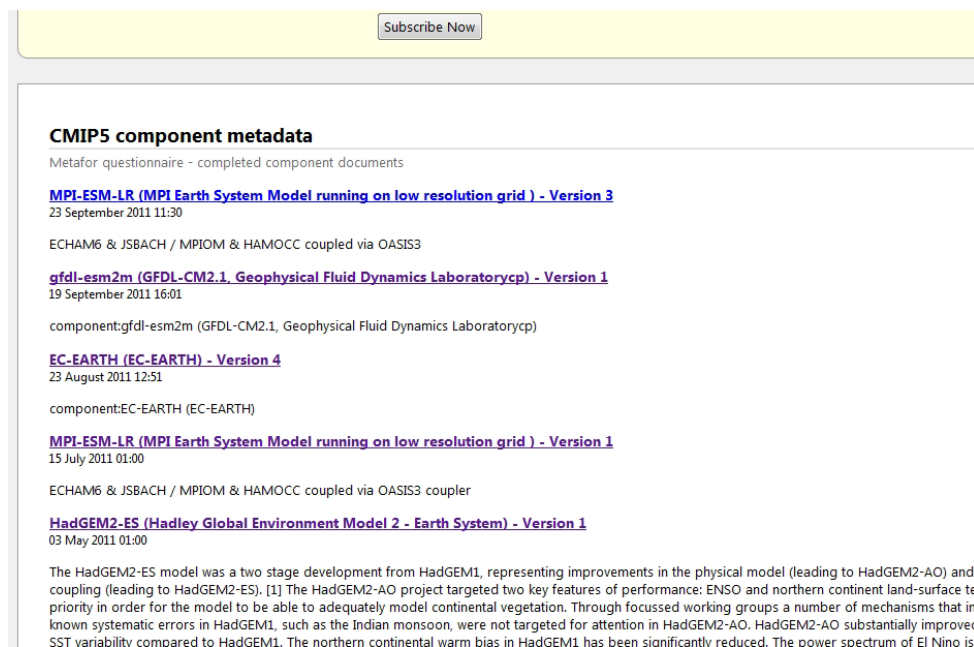 Subscribe Now
CMIP5 component metadata
Metafor questionnaire - completed component documents
MPI-ESM-LR (MPI Earth System Model running on low resolution grid ) - Version 3
23 September 2011 11:30
ECHAM6 & JSBACH / MPIOM & HAMOCC coupled via OASIS3
gfdl-esm2m (GFDL-CM2.1, Geophysical Fluid Dynamics Laboratorycp) - Version 1
19 September 2011 16:01
component:gfdl-esm2m (GFDL-CM2.1, Geophysical Fluid Dynamics Laboratorycp)
EC-EARTH (EC-EARTH) - Version 4
23 August 2011 12:51
component:EC-EARTH (EC-EARTH)
MPI-ESM-LR (MPI Earth System Model running on low resolution grid ) - Version 1
15 July 2011 01:00
ECHAM6 & JSBACH / MPIOM & HAMOCC coupled via OASIS3 coupler
HadGEM2-ES (Hadley Global Environment Model 2 - Earth System) - Version 1
03 May 2011 01:00
The HadGEM2-ES model was a two stage development from HadGEM1, representing improvements in the physical model (leading to HadGEM2-AO) and
coupling (leading to HadGEM2-ES). [1] The HadGEM2-AO project targeted two key features of performance: ENSO and northern continent land-surface te
priority in order for the model to be able to adequately model continental vegetation. Through focussed working groups a number of mechanisms that in
known systematic errors in HadGEM1, such as the Indian monsoon, were not targeted for attention in HadGEM2-AO. HadGEM2-AO substantially improved
SST variability compared to HadGEM1. The northern continental warm bias in HadGEM1 has been significantly reduced. The power spectrum of El Nino is